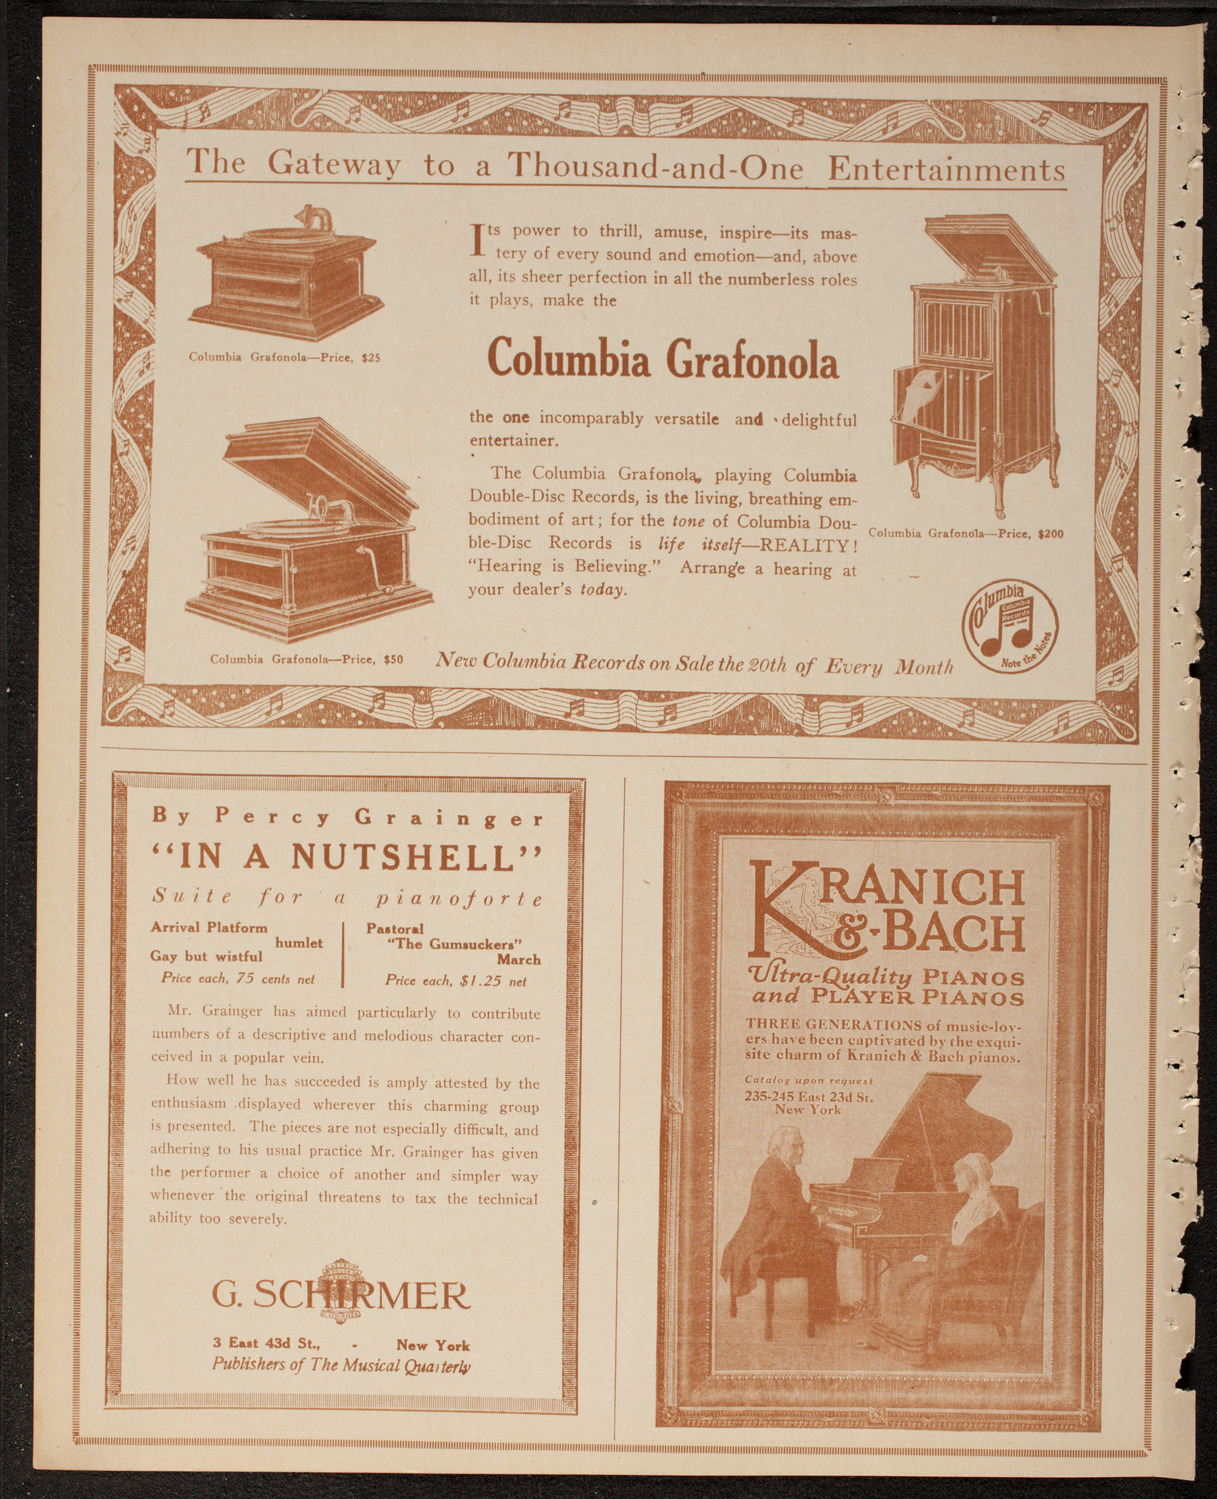 The Gateway to a Thousand-and-One Entertainments
Columbia Grafonola—Price, $25
Its power to thrill, amuse, inspire—its mas-
tery of every sound and emotion—and, above
all, its sheer perfection in all the numberless roles
it plays, make the
Columbia Grafonola
the one incomparably versatile and delightful
entertainer.
The Columbia Grafonola, playing Columbia
Double-Disc Records, is the living, breathing em-
bodiment of art; for the tone of Columbia Dou-
ble-Disc Records is life itself—REALITY!
"Hearing is Believing." Arrange a hearing at
your dealer's today.
Columbia Grafonola—Price, $200
Columbia Grafonola—Price, $50
New Columbia Records on Sale the 20th of Every Month
Columbia
Columbia
Records
Note the Notes
By Percy Grainger
"IN A NUTSHELL"
Suite for a pianoforte
Arrival Platform
humlet
Gay but wistful
Price each, 75 cents net
Pastoral
"The Gumsuckers"
March
Price each, $1.25 net
Mr. Grainger has aimed particularly to contribute
numbers of a descriptive and melodious character con-
ceived in a popular vein.
How well he has succeeded is amply attested by the
enthusiasm displayed wherever this charming group
is presented. The pieces are not especially difficult, and
adhering to his usual practice Mr. Grainger has given
the performer a choice of another and simpler way
whenever the original threatens to tax the technical
ability too severely.
G. SCHIRMER
3 East 43d St., - New York
Publishers of The Musical Quarterly
KRANICH
&-BACH
Ultra-Quality PIANOS
and PLAYER PIANOS
THREE GENERATIONS of music-lov-
ers have been captivated by the exqui-
site charm of Kranich & Bach pianos.
Catalog upon request
235-245 East 23d St.
New York